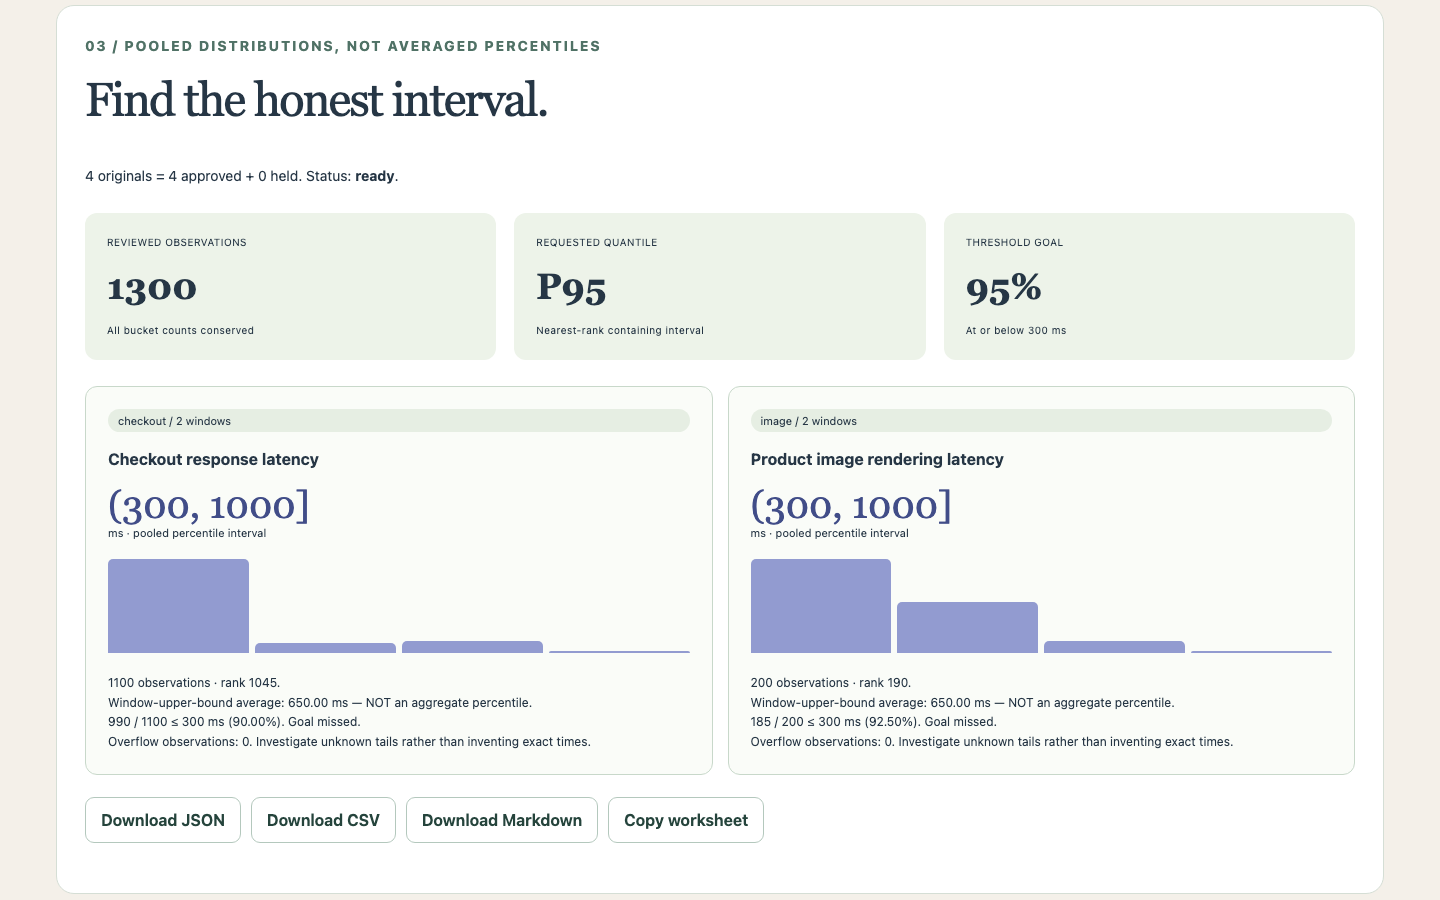 03 / POOLED DISTRIBUTIONS, NOT AVERAGED PERCENTILES
Find the honest interval.
4 originals = 4 approved + 0 held. Status: ready.
REVIEWED OBSERVATIONS
1300
All bucket counts conserved
REQUESTED QUANTILE
P95
Nearest-rank containing interval
THRESHOLD GOAL
95%
At or below 300 ms
checkout / 2 windows
Checkout response latency
(300, 1000]
ms · pooled percentile interval
1100 observations · rank 1045.
Window-upper-bound average: 650.00 ms — NOT an aggregate percentile.
990 / 1100 ≤ 300 ms (90.00%). Goal missed.
Overflow observations: 0. Investigate unknown tails rather than inventing exact times.
image / 2 windows
Product image rendering latency
(300, 1000]
ms · pooled percentile interval
200 observations · rank 190.
Window-upper-bound average: 650.00 ms — NOT an aggregate percentile.
185 / 200 ≤ 300 ms (92.50%). Goal missed.
Overflow observations: 0. Investigate unknown tails rather than inventing exact times.
Download JSON
Download CSV
Download Markdown
Copy worksheet